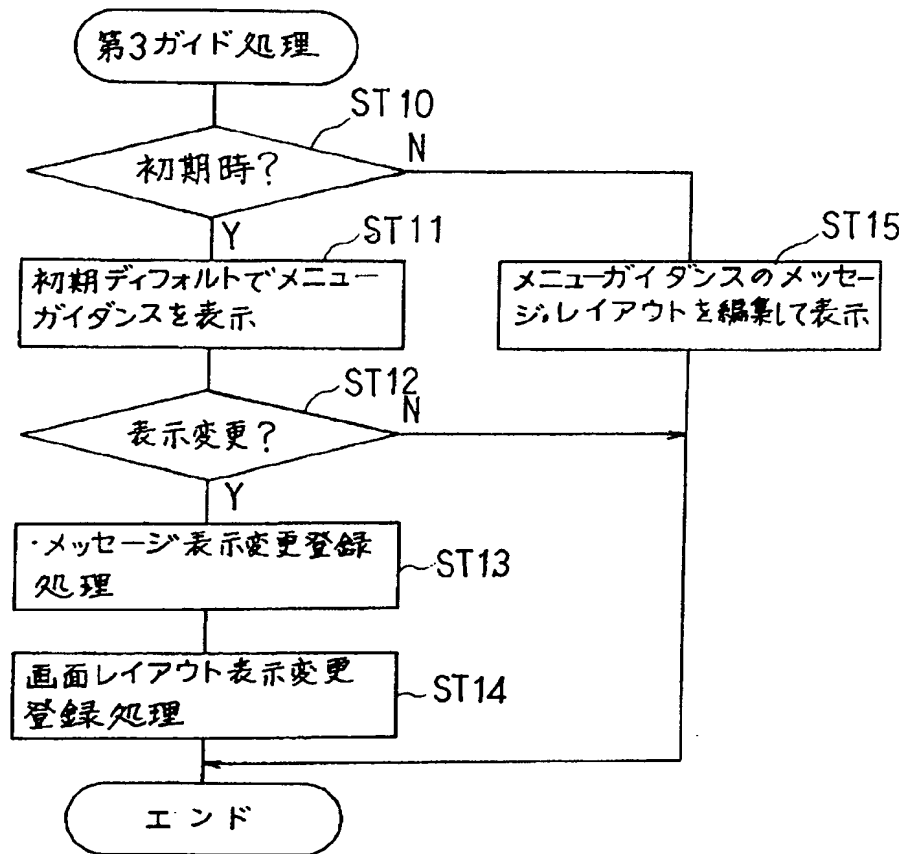 第3ガイド処理
ST10
初期時?
N
Y
ST11
ST15
初期ディフォルトでメニュー
ガイダンスを表示
メニューガイダンスのメッセー
ジ,レイアウトを編集して表示
ST12
表示変更?
N
Y
・メッセージ表示変更登録
処理
ST13
画面レイアウト表示変更
登録処理
ST14
エンド